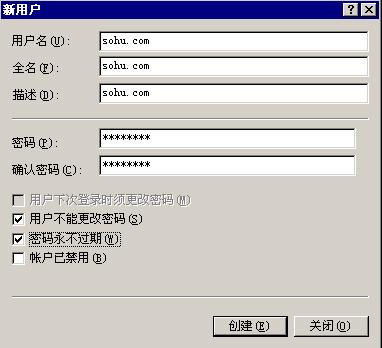 新用户
用户名(U): sohu.com
全名(F): sohu.com
描述(D): sohu.com
密码(P): ********
确认密码(C): ********
用户下次登录时须更改密码(M)
用户不能更改密码(S)
密码永不过期(W)
帐户已禁用(B)
创建(E) 关闭(O)